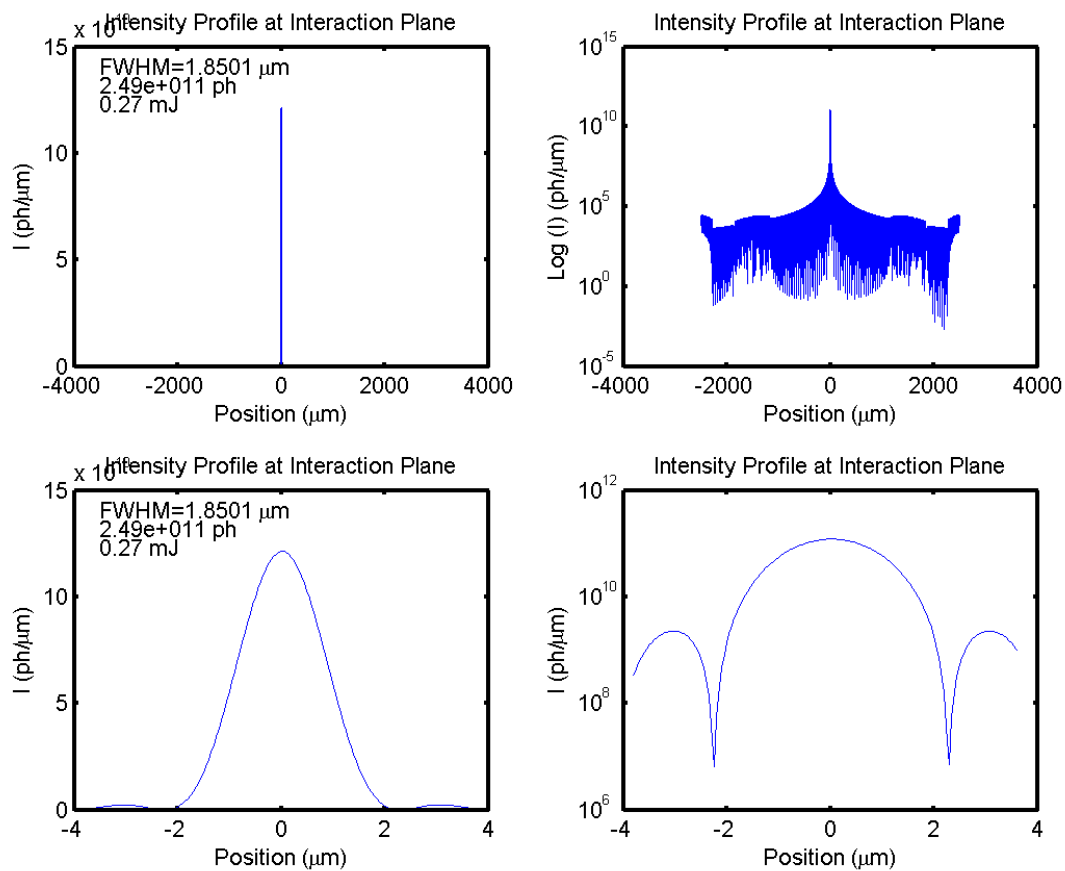 Intensity Profile at Interaction Plane
x 10
15
10
5
0
FWHM=1.8501 μm
2.49e+011 ph
0.27 mJ
I (ph/μm)
-4000 -2000 0 2000 4000
Position (μm)
Intensity Profile at Interaction Plane
10^15
10^10
10^5
10^0
10^-5
Log (I) (ph/μm)
-4000 -2000 0 2000 4000
Position (μm)
Intensity Profile at Interaction Plane
x 10
15
10
5
0
FWHM=1.8501 μm
2.49e+011 ph
0.27 mJ
I (ph/μm)
-4 -2 0 2 4
Position (μm)
Intensity Profile at Interaction Plane
10^12
10^10
10^8
10^6
I (ph/μm)
-4 -2 0 2 4
Position (μm)